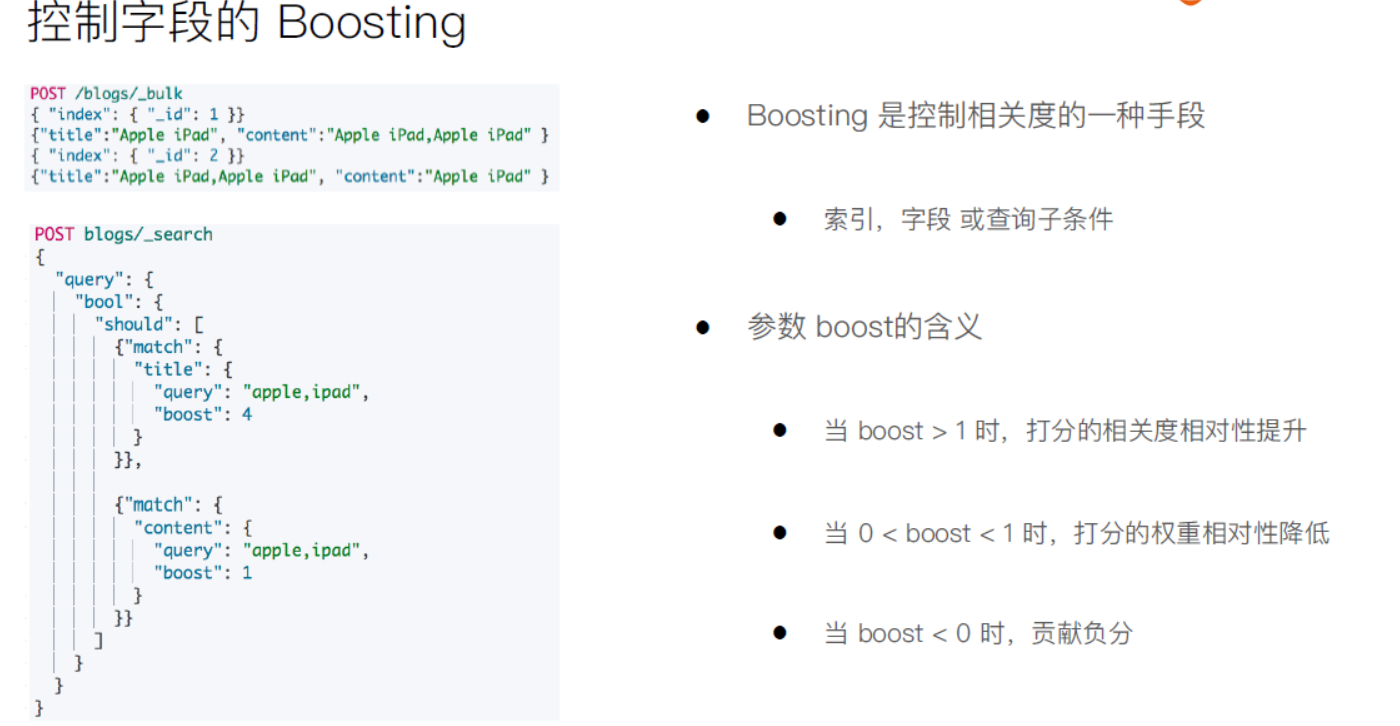 控制字段的 Boosting
POST /blogs/_bulk
{ "index": { "_id": 1 }}
{"title":"Apple iPad", "content":"Apple iPad,Apple iPad" }
{ "index": { "_id": 2 }}
{"title":"Apple iPad,Apple iPad", "content":"Apple iPad" }
POST blogs/_search
{
"query": {
"bool": {
"should": [
{"match": {
"title": {
"query": "apple,ipad",
"boost": 4
}
}},
{"match": {
"content": {
"query": "apple,ipad",
"boost": 1
}
}}
]
}
}
}
● Boosting 是控制相关度的一种手段
● 索引，字段 或查询子条件
● 参数 boost的含义
● 当 boost > 1 时，打分的相关度相对性提升
● 当 0 < boost < 1 时，打分的权重相对性降低
● 当 boost < 0 时，贡献负分